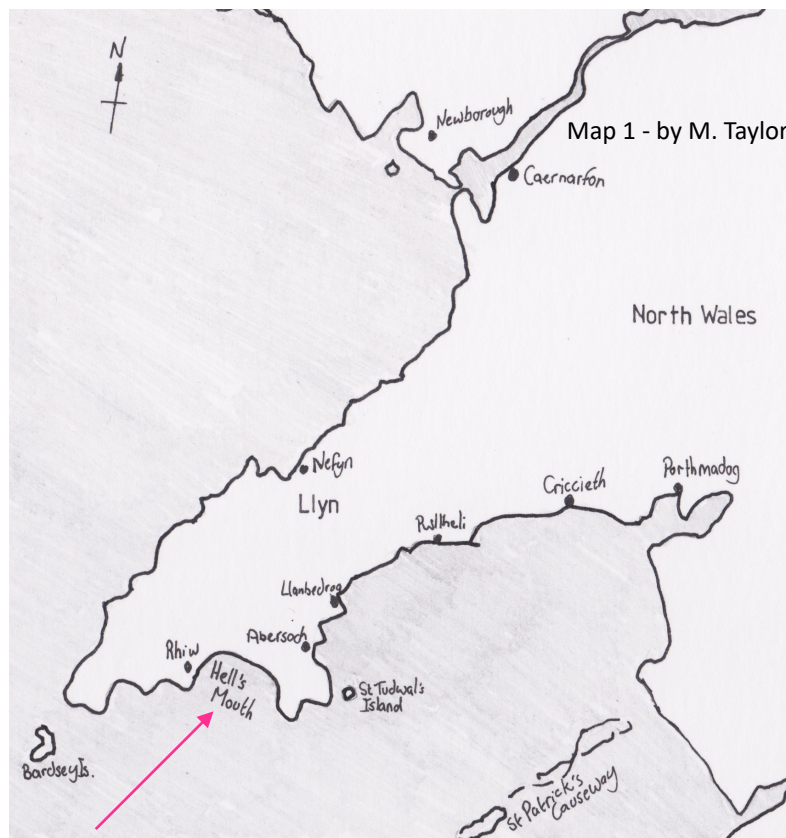 N
Newborough
Map 1 - by M. Taylor
Caernarfon
North Wales
Nefyn
Llyn
Porthmadog
Criccieth
Pwllheli
Llanbedrog
Abersoch
Rhiw
Hell's
Mouth
St Tudwal's
Island
Bardsey Is.
St Patrick's
Causeway